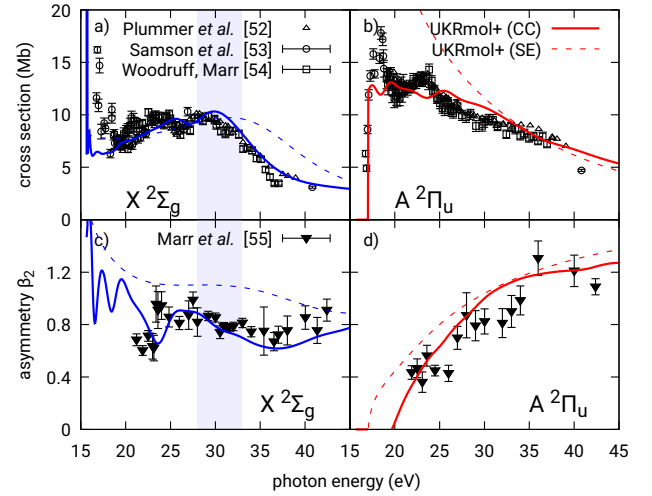 a)
Plummer et al. [52]
Samson et al. [53]
Woodruff, Marr [54]
b)
UKRmol+ (CC)
UKRmol+ (SE)
cross section (Mb)
20
15
10
5
0
X ²Σg
A ²Πu
c)
Marr et al. [55]
d)
asymmetry β₂
1.2
0.8
0.4
0
X ²Σg
A ²Πu
15 20 25 30 35 40 15 20 25 30 35 40 45
photon energy (eV)